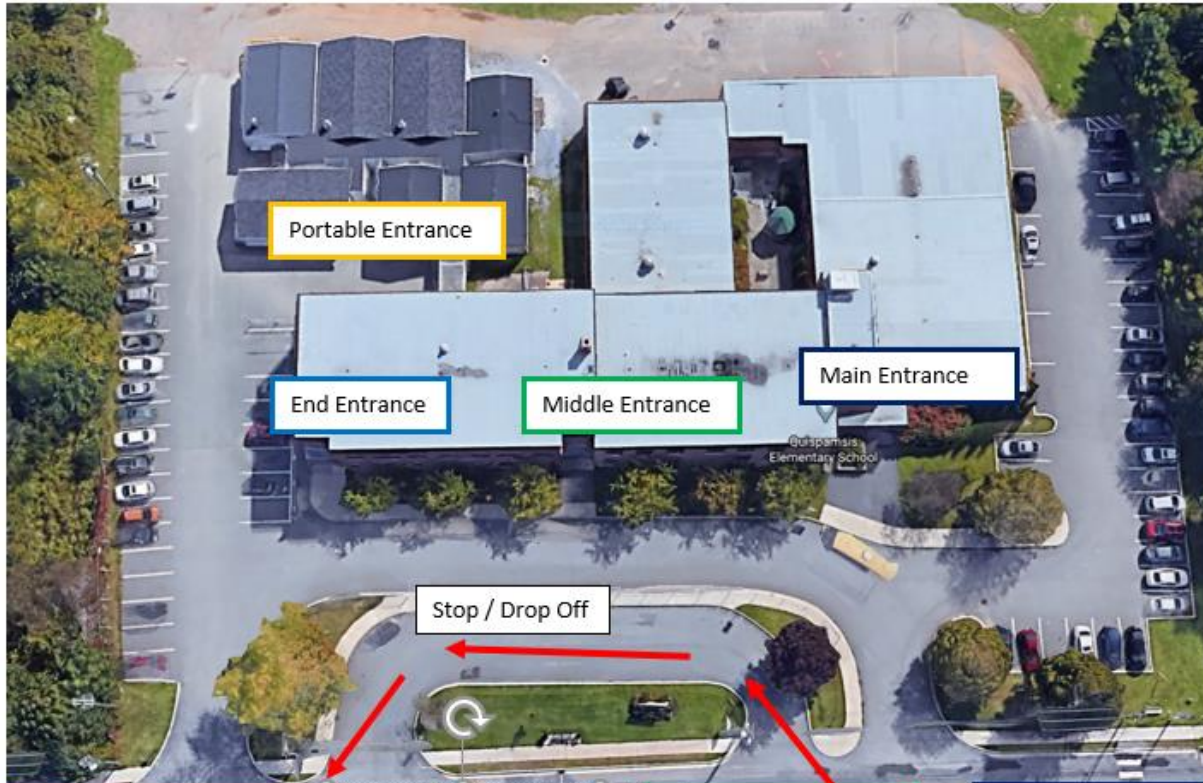 Portable Entrance
End Entrance
Middle Entrance
Main Entrance
Quispamsis
Elementary School
Stop / Drop Off